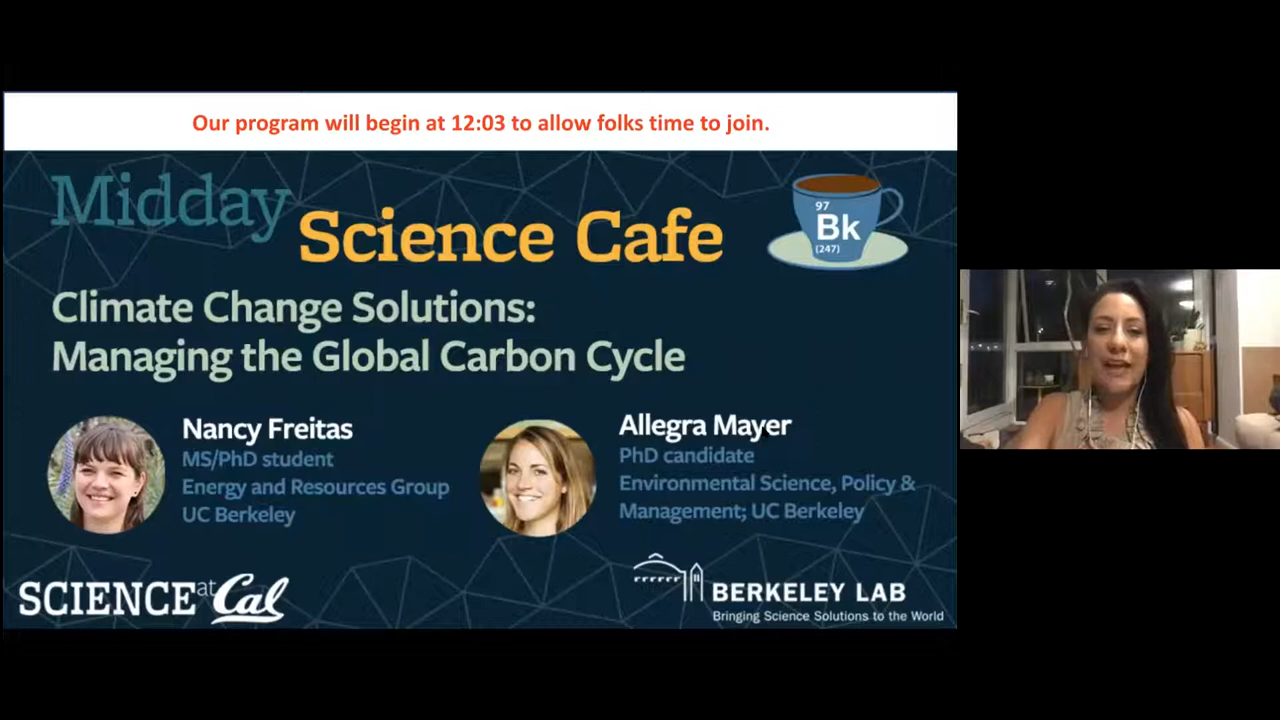 Our program will begin at 12:03 to allow folks time to join.
Midday
Science Cafe
97
Bk
(247)
Climate Change Solutions:
Managing the Global Carbon Cycle
Nancy Freitas
MS/PhD student
Energy and Resources Group
UC Berkeley
Allegra Mayer
PhD candidate
Environmental Science, Policy &
Management; UC Berkeley
SCIENCE at Cal
BERKELEY LAB
Bringing Science Solutions to the World